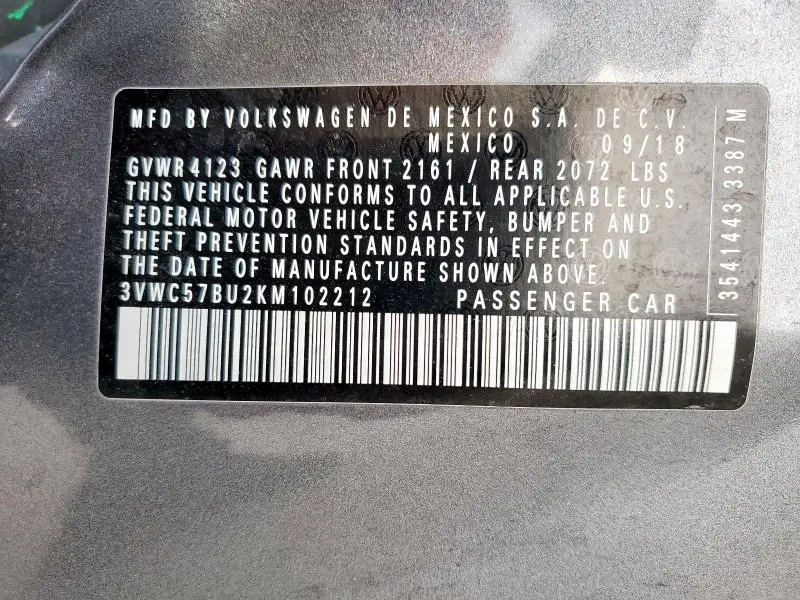 MFD BY VOLKSWAGEN DE MEXICO S.A. DE C.V.
MEXICO 09/18
GVWR 4123 GAWR FRONT 2161 / REAR 2072 LBS
THIS VEHICLE CONFORMS TO ALL APPLICABLE U.S.
FEDERAL MOTOR VEHICLE SAFETY, BUMPER AND
THEFT PREVENTION STANDARDS IN EFFECT ON
THE DATE OF MANUFACTURE SHOWN ABOVE.
3VWC57BU2KM102212 PASSENGER CAR
3541443 3387 M